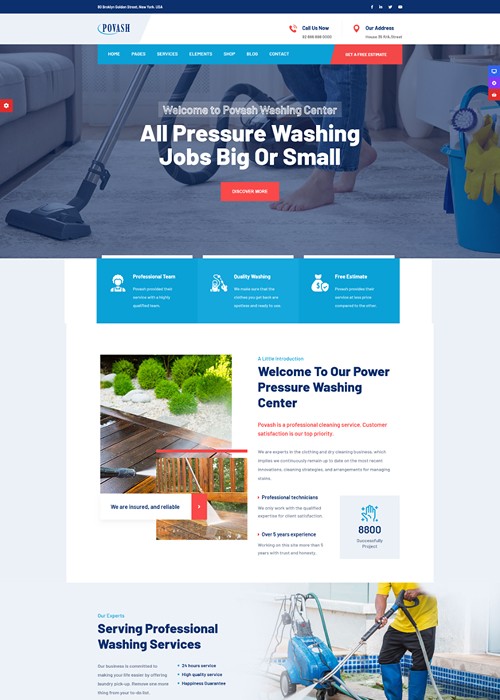 80 Broklyn Golden Street, New York. USA
POVASH
Call Us Now
92 666 888 0000
Our Address
House 74 R/A, Street
HOME PAGES SERVICES ELEMENTS SHOP BLOG CONTACT
GET A FREE ESTIMATE
Welcome to Povash Washing Center
All Pressure Washing
Jobs Big Or Small
DISCOVER MORE
Professional Team
Povash provides their
service with a highly
qualified team.
Quality Washing
We make sure that the
clothes you get back are
spotless and ready to use.
Free Estimate
Povash provides their
service at less price
compared to the other.
A Little Introduction
Welcome To Our Power
Pressure Washing
Center
Povash is a professional cleaning service. Customer
satisfaction is our top priority.
We are experts in the clothing and dry cleaning business, which
implies we continuously remain up to date on the most recent
innovations, cleaning strategies, and arrangements for managing
stains.
Professional technicians
We only work with the qualified
expertise for client satisfaction.
Over 5 years experience
Working on this site more than 5
years with trust and honesty.
8800
Successfully
Project
We are insured, and reliable
Our Experts
Serving Professional
Washing Services
Our business is committed to
making your life easier by offering
laundry pick-up. Remove one more
thing from your to-do list.
24 hours service
High quality service
Happiness Guarantee